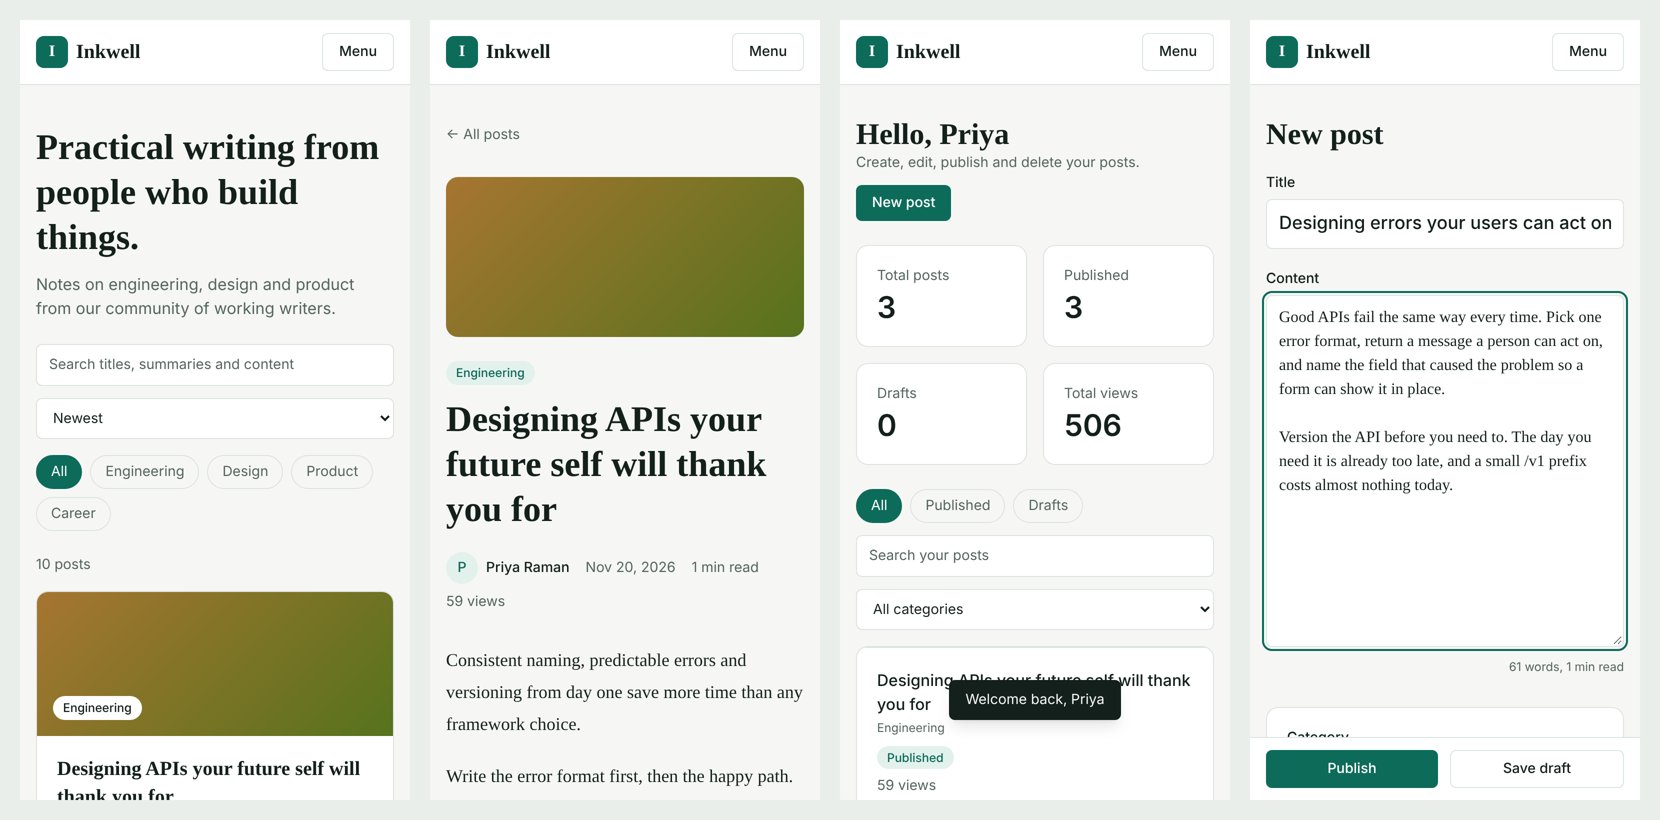 I Inkwell Menu
Practical writing from
people who build
things.
Notes on engineering, design and product
from our community of working writers.
Search titles, summaries and content
Newest
All Engineering Design Product
Career
10 posts
Engineering
Designing APIs your future self will
thank you for
I Inkwell Menu
← All posts
Engineering
Designing APIs your
future self will thank
you for
P Priya Raman Nov 20, 2026 1 min read
59 views
Consistent naming, predictable errors and
versioning from day one save more time than any
framework choice.
Write the error format first, then the happy path.
I Inkwell Menu
Hello, Priya
Create, edit, publish and delete your posts.
New post
Total posts Published
3 3
Drafts Total views
0 506
All Published Drafts
Search your posts
All categories
Designing APIs your future self will thank
you for
Welcome back, Priya
Engineering
Published
59 views
I Inkwell Menu
New post
Title
Designing errors your users can act on
Content
Good APIs fail the same way every time. Pick one
error format, return a message a person can act on,
and name the field that caused the problem so a
form can show it in place.
Version the API before you need to. The day you
need it is already too late, and a small /v1 prefix
costs almost nothing today.
61 words, 1 min read
Category
Publish Save draft